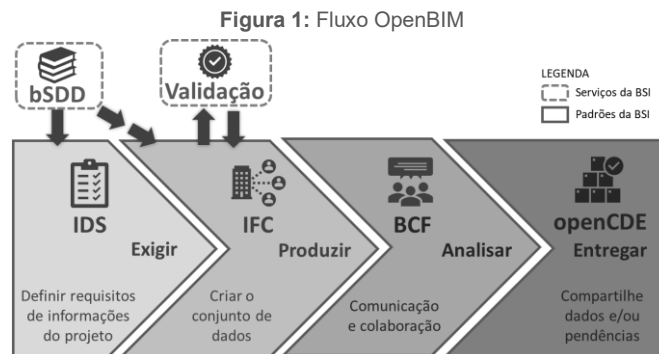 Figura 1: Fluxo OpenBIM
bSDD
Validação
LEGENDA
Serviços da BSI
Padrões da BSI
IDS
Exigir
Definir requisitos
de informações
do projeto
IFC
Produzir
Criar o
conjunto de
dados
BCF
Analisar
Comunicação
e colaboração
openCDE
Entregar
Compartilhe
dados e/ou
pendências